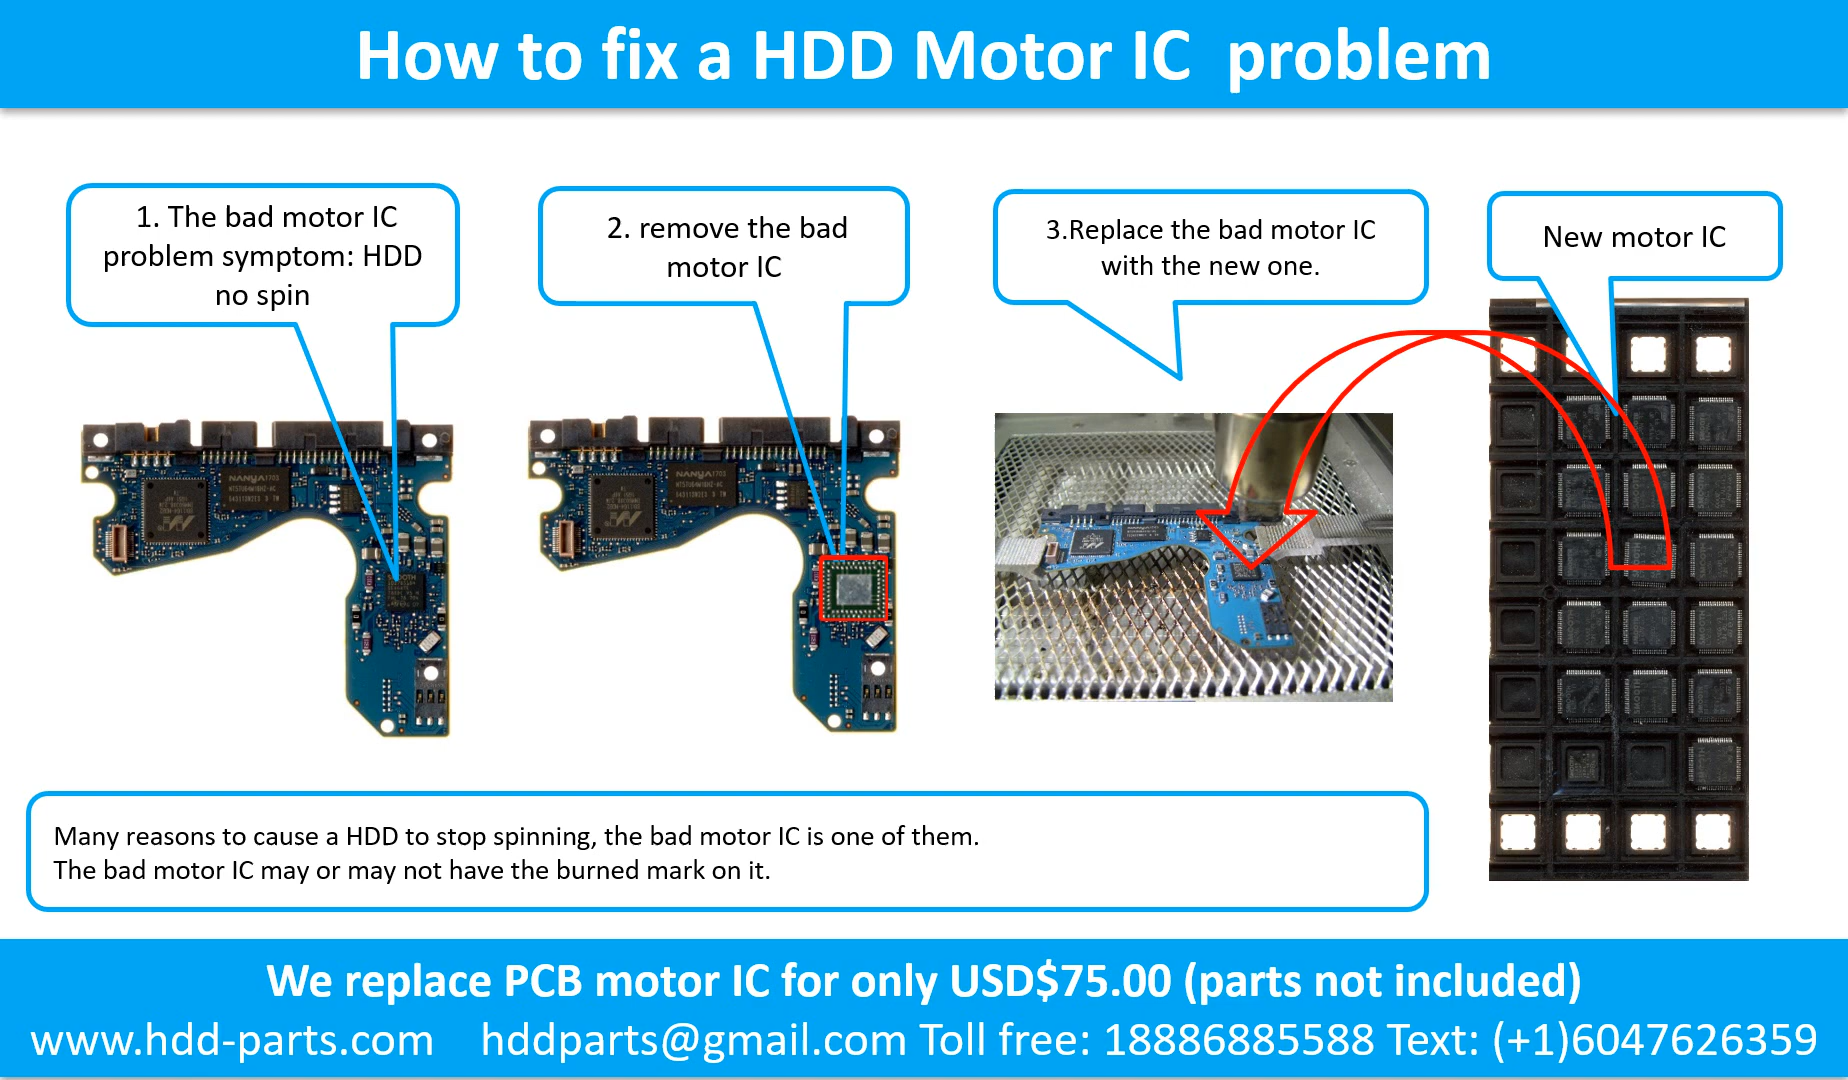 How to fix a HDD Motor IC  problem
1. The bad motor IC
problem symptom: HDD
no spin
2. remove the bad
motor IC
3.Replace the bad motor IC
with the new one.
New motor IC
NANYA 1703
NANYA 1703
Many reasons to cause a HDD to stop spinning, the bad motor IC is one of them.
The bad motor IC may or may not have the burned mark on it.
We replace PCB motor IC for only USD$75.00 (parts not included)
www.hdd-parts.com    hddparts@gmail.com Toll free: 18886885588 Text: (+1)6047626359